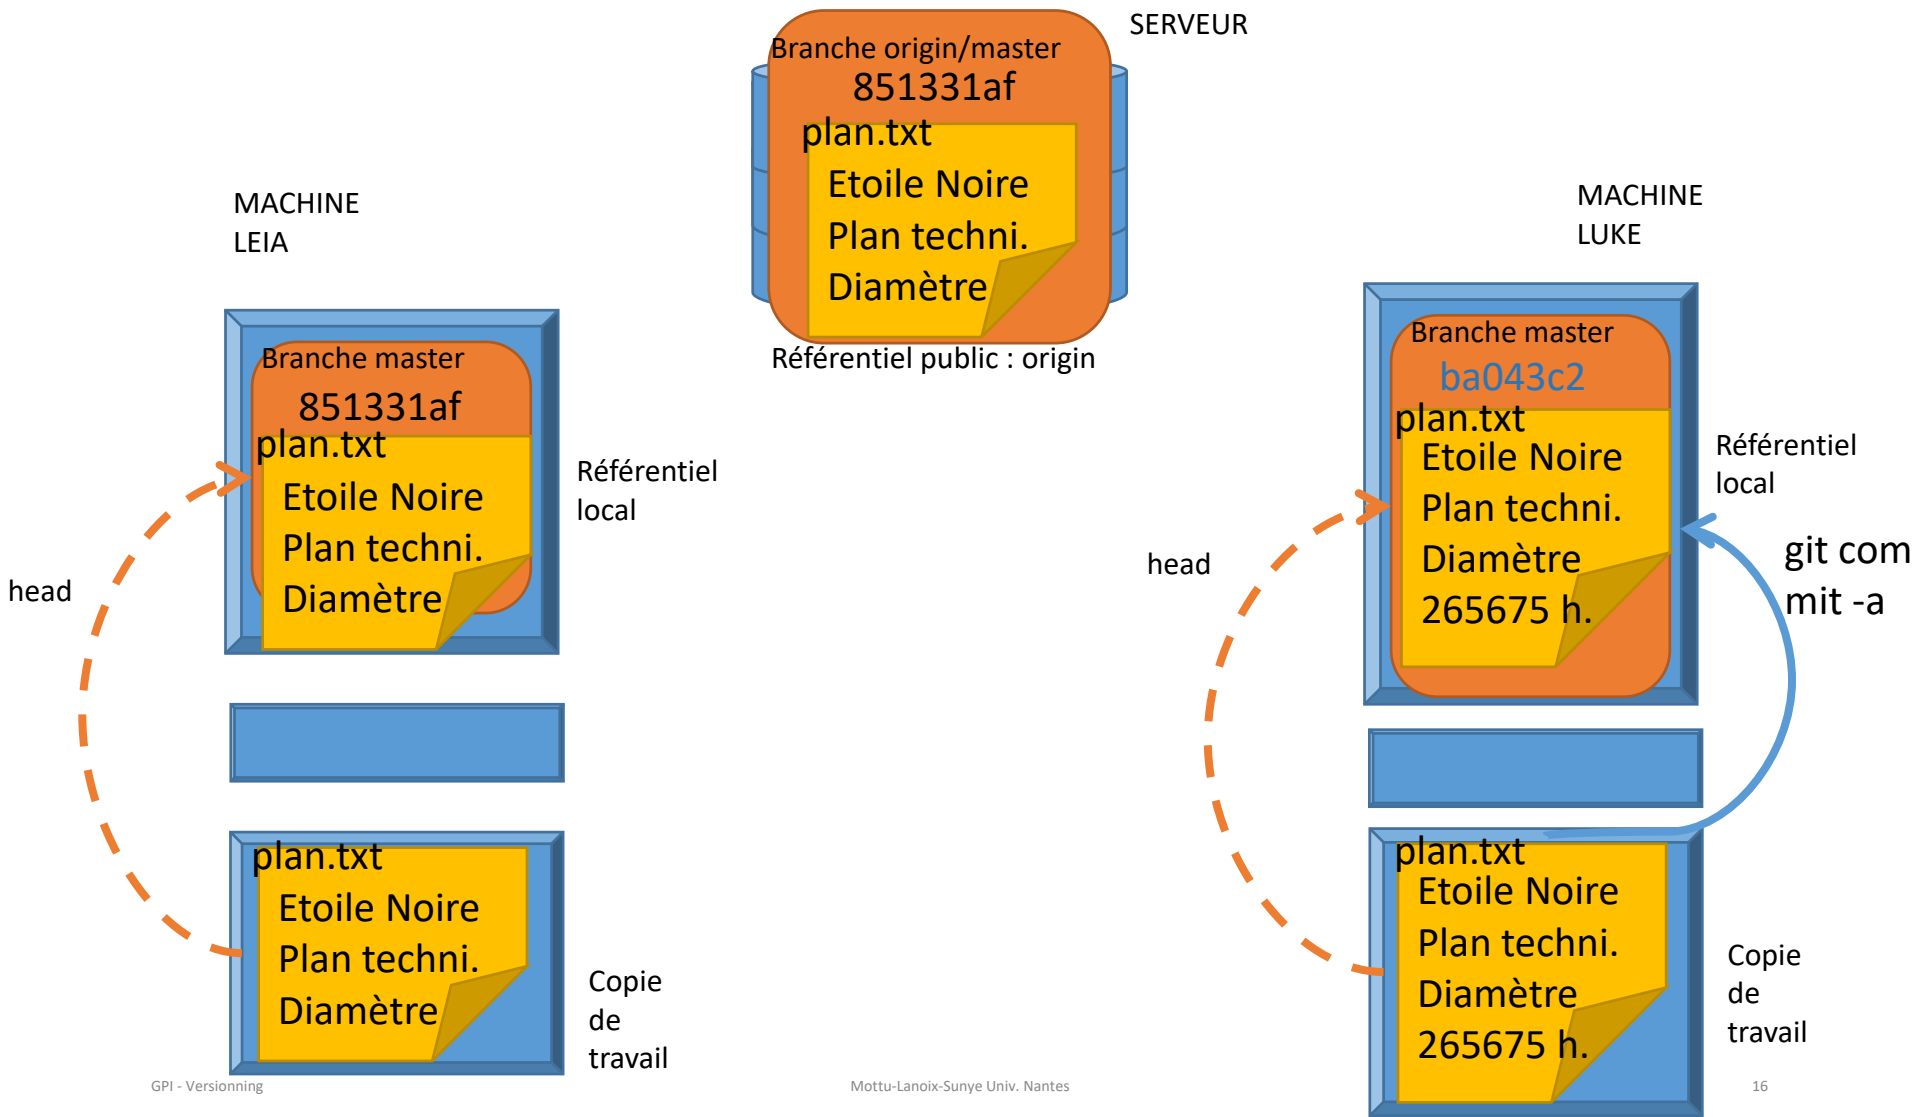 SERVEUR
Branche origin/master
851331af
plan.txt
Etoile Noire
Plan techni.
Diamètre
Référentiel public : origin
MACHINE
LEIA
Branche master
851331af
plan.txt
Etoile Noire
Plan techni.
Diamètre
Référentiel
local
head
plan.txt
Etoile Noire
Plan techni.
Diamètre
Copie
de
travail
MACHINE
LUKE
Branche master
ba043c2
plan.txt
Etoile Noire
Plan techni.
Diamètre
265675 h.
Référentiel
local
git com
mit -a
head
plan.txt
Etoile Noire
Plan techni.
Diamètre
265675 h.
Copie
de
travail
GPI - Versionning
Mottu-Lanoix-Sunye Univ. Nantes
16